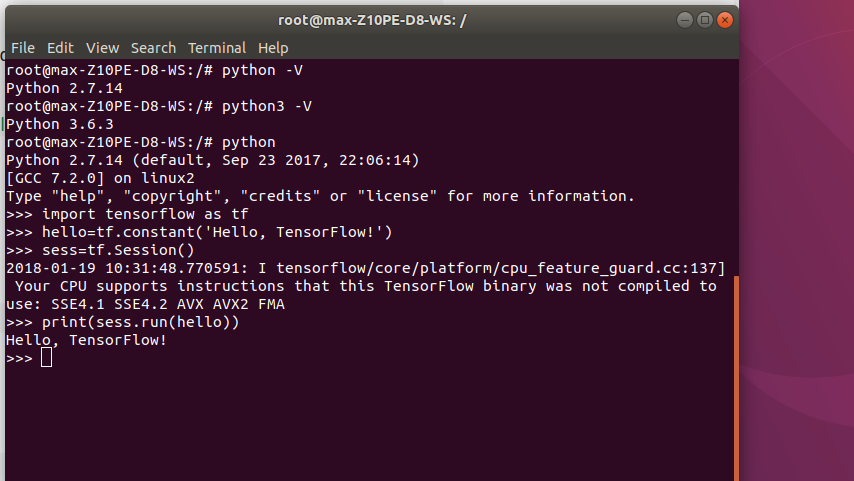 root@max-Z10PE-D8-WS: /
File Edit View Search Terminal Help
root@max-Z10PE-D8-WS:/# python -V
Python 2.7.14
root@max-Z10PE-D8-WS:/# python3 -V
Python 3.6.3
root@max-Z10PE-D8-WS:/# python
Python 2.7.14 (default, Sep 23 2017, 22:06:14)
[GCC 7.2.0] on linux2
Type "help", "copyright", "credits" or "license" for more information.
>>> import tensorflow as tf
>>> hello=tf.constant('Hello, TensorFlow!')
>>> sess=tf.Session()
2018-01-19 10:31:48.770591: I tensorflow/core/platform/cpu_feature_guard.cc:137]
 Your CPU supports instructions that this TensorFlow binary was not compiled to
use: SSE4.1 SSE4.2 AVX AVX2 FMA
>>> print(sess.run(hello))
Hello, TensorFlow!
>>>